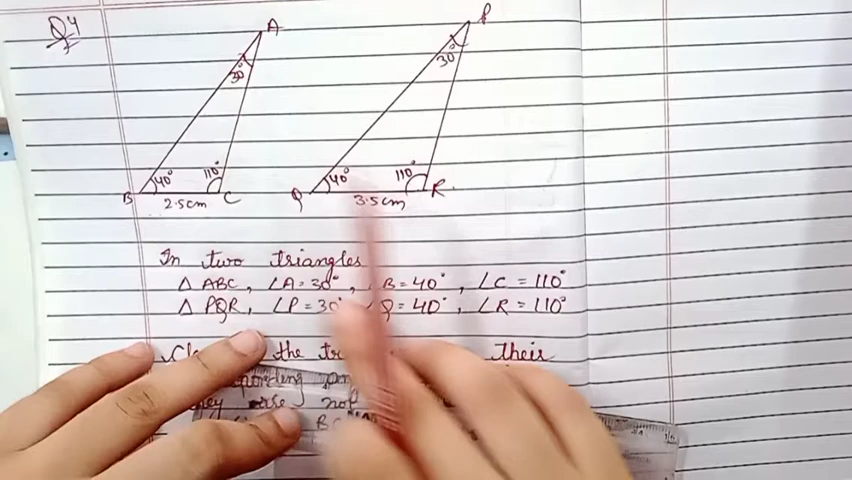 Q4
A
P
30°
30°
40°
110°
40°
110°
B
2.5cm
C
Q
3.5cm
R
In two triangles
△ ABC, ∠A=30°, ∠B=40°, ∠C=110°
△ PQR, ∠P=30°, ∠Q=40°, ∠R=110°
the their
not